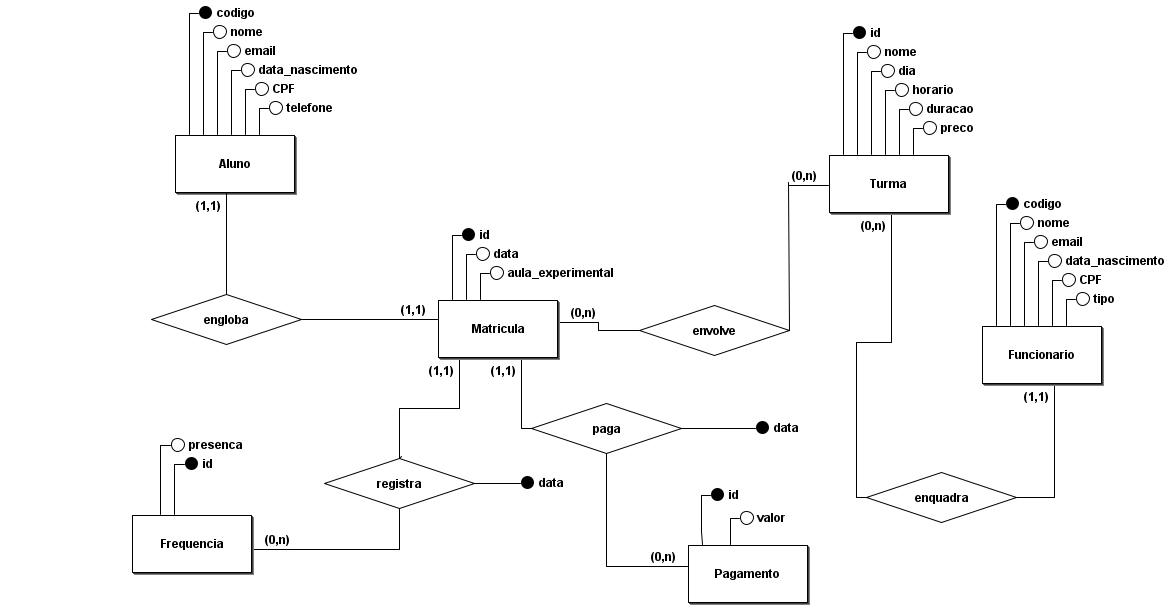 codigo
nome
email
data_nascimento
CPF
telefone
Aluno
(1,1)
id
nome
dia
horario
duracao
preco
(0,n)
Turma
(0,n)
codigo
nome
email
data_nascimento
CPF
tipo
Funcionario
(1,1)
id
data
aula_experimental
engloba
(1,1)
Matricula
(0,n)
envolve
(1,1)
(1,1)
paga
data
presenca
id
registra
data
enquadra
Frequencia
(0,n)
id
valor
(0,n)
Pagamento